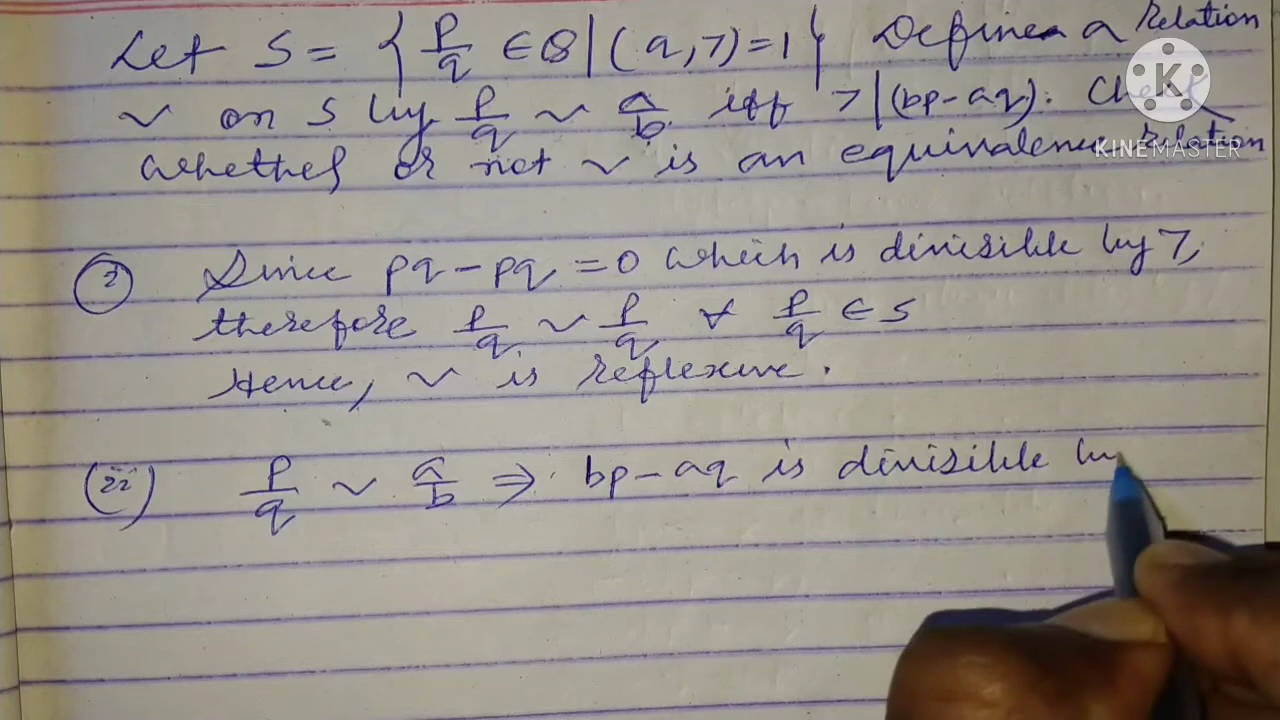 Let S = { p/q ∈ Q | (q,7)=1 } Define a relation
~ on S by p/q ~ a/b iff 7|(bp-aq). Check
whether or not ~ is an equivalence relation
KINEMASTER
(i) Since pq-pq=0 which is divisible by 7,
therefore p/q ~ p/q ∀ p/q ∈ S
Hence, ~ is reflexive.
(ii) p/q ~ a/b ⇒ bp-aq is divisible by